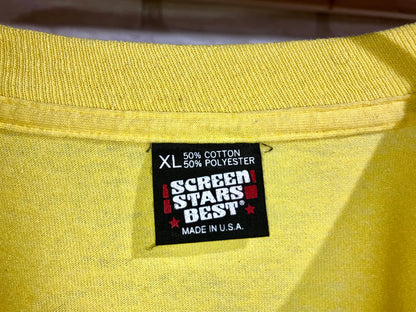 XL 50% COTTON
50% POLYESTER
SCREEN
STARS
BEST®
MADE IN U.S.A.